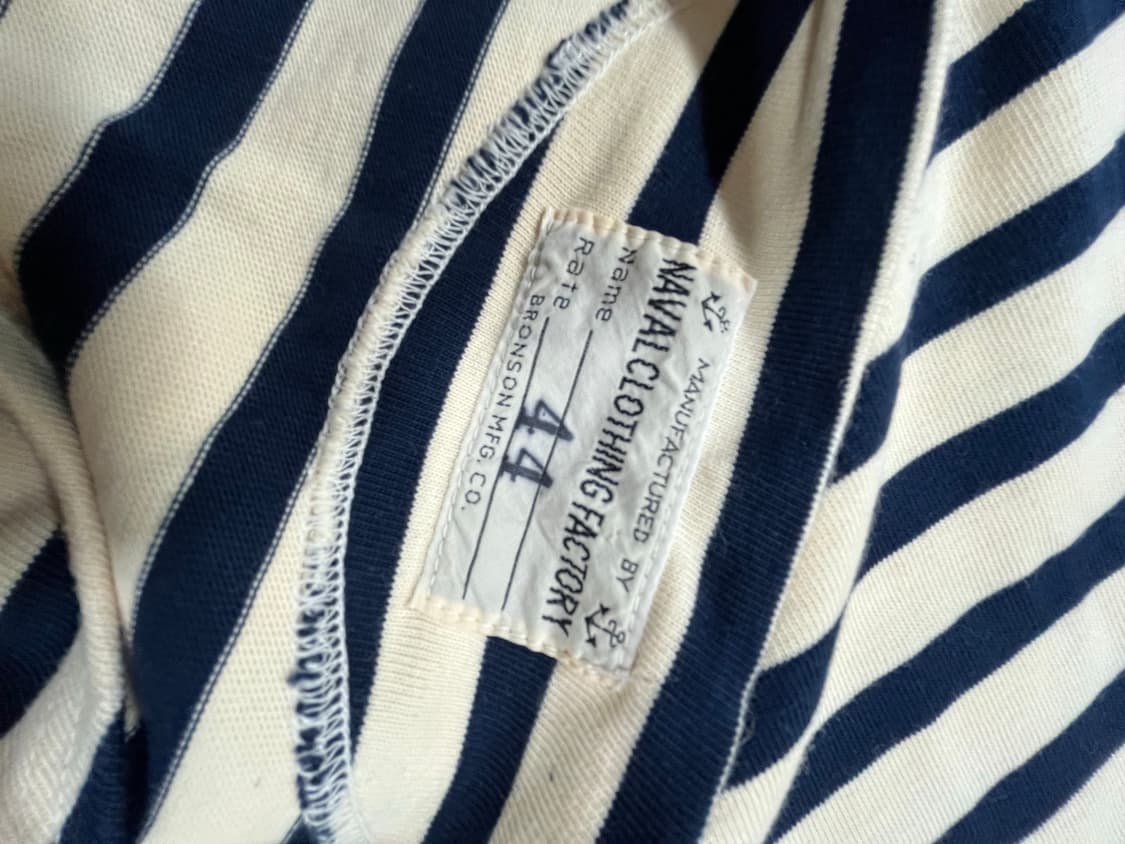 MANUFACTURED BY
NAVAL CLOTHING FACTORY
Name
44
Rate
BRONSON MFG. CO.